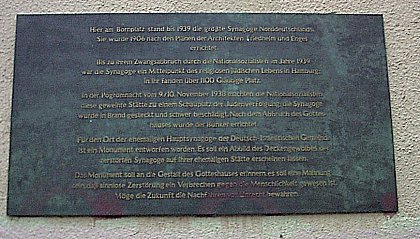 Hier am Bornplatz stand bis 1939 die größte Synagoge Norddeutschlands.
Sie wurde 1906 nach den Plänen der Architekten Friedheim und Engel
errichtet.
Bis zu ihrem Zwangsabbruch durch die Nationalsozialisten im Jahre 1939
war die Synagoge ein Mittelpunkt des religiösen jüdischen Lebens in Hamburg.
In ihr fanden über 1100 Gläubige Platz.
In der Pogromnacht vom 9./10. November 1938 machten die Nationalsozialisten
diese geweihte Stätte zu einem Schauplatz der Judenverfolgung: die Synagoge
wurde in Brand gesteckt und schwer beschädigt. Nach dem Abbruch des Gottes-
hauses wurde der Bunker errichtet.
Für den Ort der ehemaligen Hauptsynagoge der Deutsch-Israelitischen Gemeinde
ist ein Monument entworfen worden. Es soll ein Abbild des Deckengewölbes der
zerstörten Synagoge auf ihrer ehemaligen Stätte erscheinen lassen.
Das Monument soll an die Gestalt des Gotteshauses erinnern, es soll eine Mahnung
sein, daß sinnlose Zerstörung ein Verbrechen gegen die Menschlichkeit gewesen ist.
Möge die Zukunft die Nachfahren vor Unrecht bewahren.